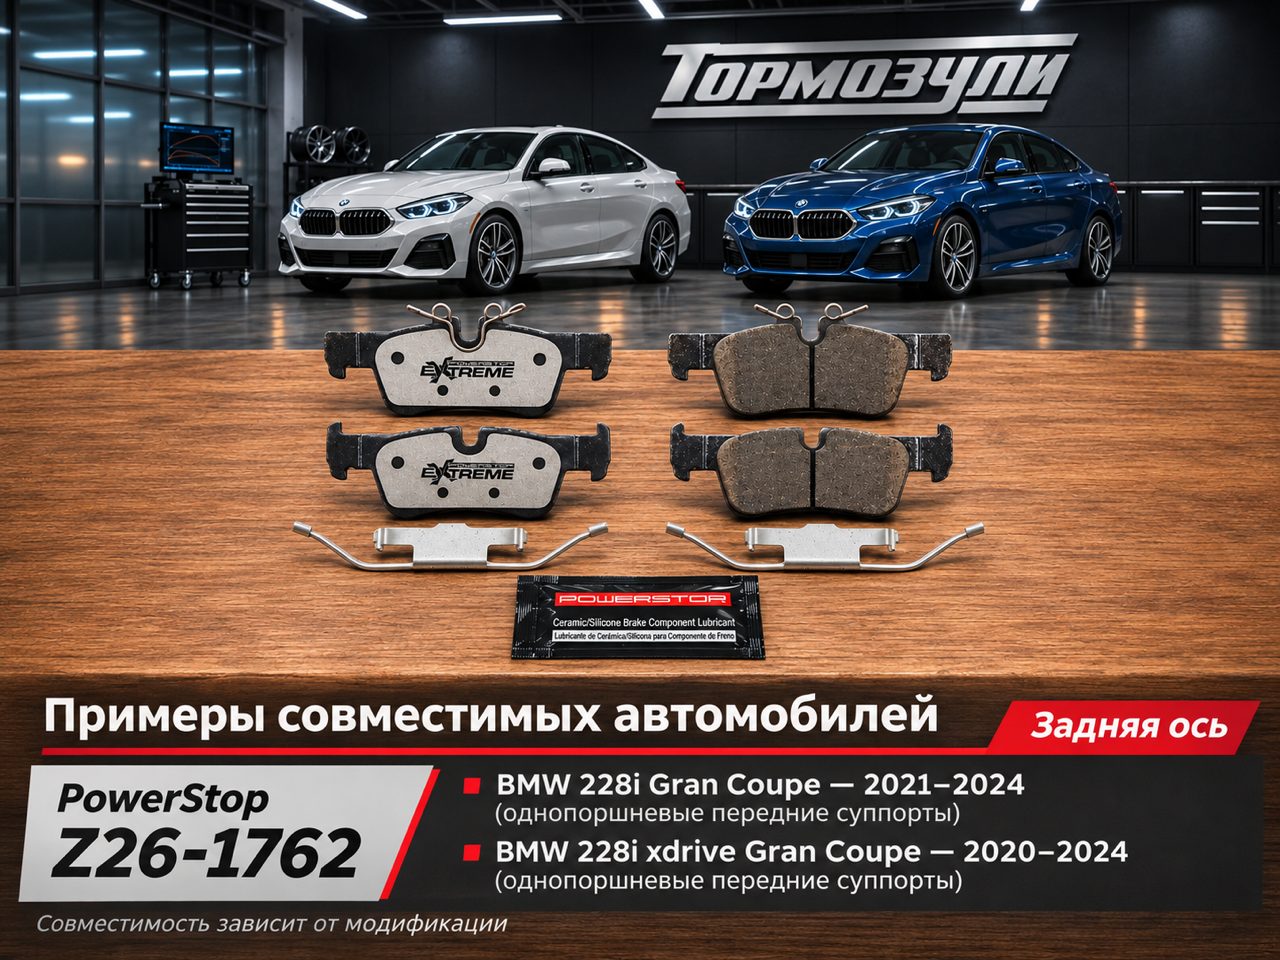 ТОРМОЗУЛИ
POWERSTOP
EXTREME
POWERSTOP
EXTREME
POWERSTOP
Ceramic/Silicone Brake Component Lubricant
Lubricante de Cerámica/Silicona para Componente de Freno
Примеры совместимых автомобилей
Задняя ось
PowerStop
Z26-1762
BMW 228i Gran Coupe — 2021–2024
(однопоршневые передние суппорты)
BMW 228i xdrive Gran Coupe — 2020–2024
(однопоршневые передние суппорты)
Совместимость зависит от модификации